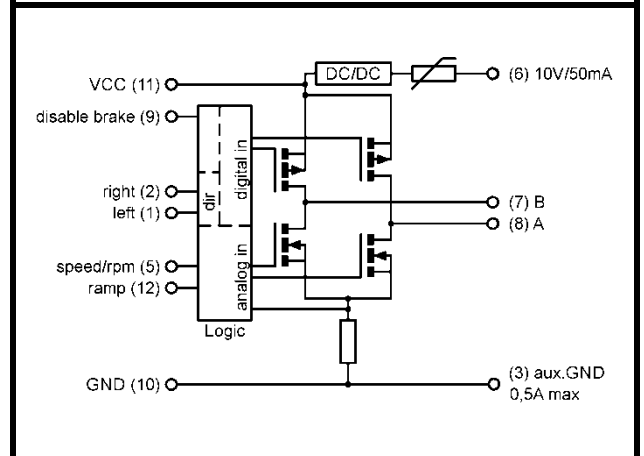 DC/DC
(6) 10V/50mA
VCC (11)
disable brake (9)
digital in
right (2)
dir
(7) B
left (1)
(8) A
speed/rpm (5)
analog in
ramp (12)
Logic
GND (10)
(3) aux.GND
0,5A max